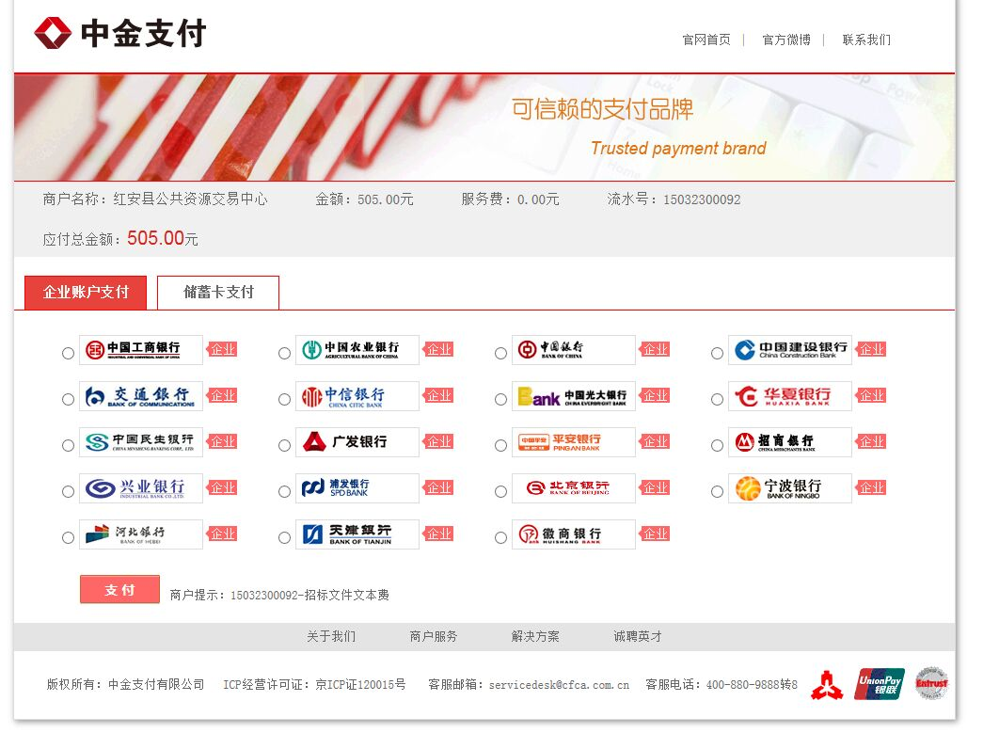 中金支付
官网首页 | 官方微博 | 联系我们
可信赖的支付品牌
Trusted payment brand
商户名称：红安县公共资源交易中心 金额：505.00元 服务费：0.00元 流水号：15032300092
应付总金额：505.00元
企业账户支付 储蓄卡支付
中国工商银行 企业 中国农业银行 企业 中国银行 企业 中国建设银行 企业
INDUSTRIAL AND COMMERCIAL BANK OF CHINA AGRICULTURAL BANK OF CHINA BANK OF CHINA China Construction Bank
交通銀行 企业 中信银行 企业 Bank 中国光大银行 企业 华夏银行 企业
BANK OF COMMUNICATIONS CHINA CITIC BANK CHINA EVERBRIGHT BANK HUAXIA BANK
中国民生银行 企业 广发银行 企业 中国平安 平安银行 企业 招商银行 企业
CHINA MINSHENG BANKING CORP., LTD. PINGAN BANK CHINA MERCHANTS BANK
兴业银行 企业 浦发银行 企业 北京银行 企业 宁波银行 企业
INDUSTRIAL BANK CO.,LTD. SPD BANK BANK OF BEIJING BANK OF NINGBO
河北银行 企业 天津银行 企业 徽商银行 企业
BANK OF HEBEI BANK OF TIANJIN HUISHANG BANK
支付 商户提示：15032300092-招标文件文本费
关于我们 商户服务 解决方案 诚聘英才
版权所有：中金支付有限公司 ICP经营许可证：京ICP证120015号 客服邮箱：servicedesk@cfca.com.cn 客服电话：400-880-9888转8 UnionPay 银联 Entrust